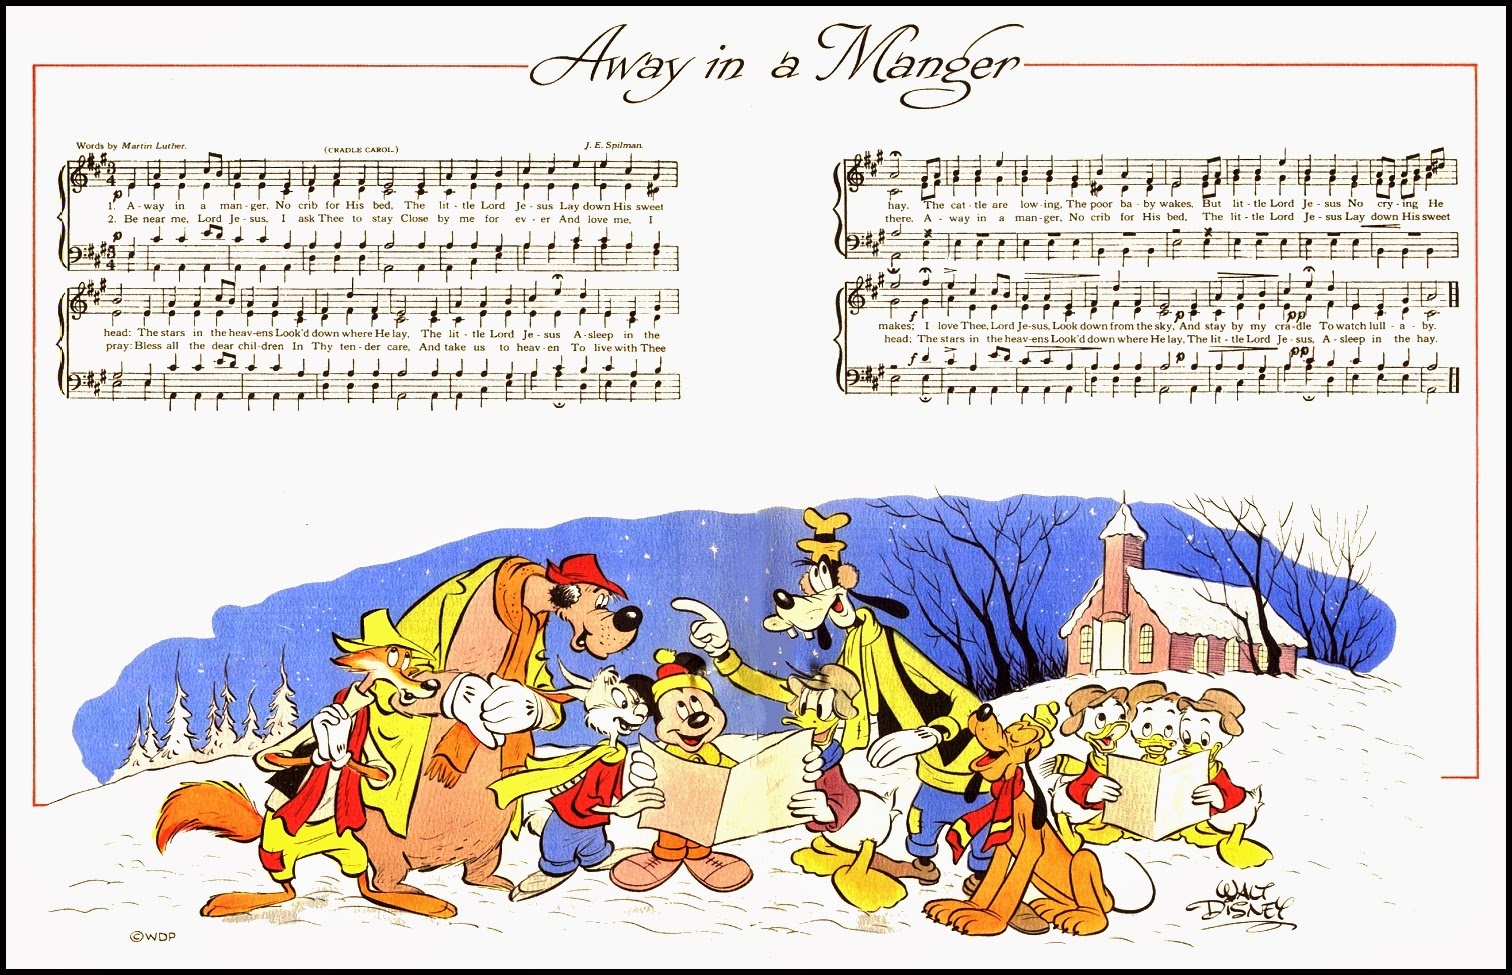 Away in a Manger
Words by Martin Luther.
(CRADLE CAROL.)
J. E. Spilman.
1. A-way in a man-ger, No crib for His bed, The lit-tle Lord Je-sus Lay down His sweet
2. Be near me, Lord Je-sus, I ask Thee to stay Close by me for ev-er And love me, I
head: The stars in the heav-ens Look'd down where He lay, The lit-tle Lord Je-sus A-sleep in the
pray: Bless all the dear chil-dren In Thy ten-der care, And take us to heav-en To live with Thee
hay. The cat-tle are low-ing, The poor ba-by wakes, But lit-tle Lord Je-sus No cry-ing He
there. A-way in a man-ger, No crib for His bed, The lit-tle Lord Je-sus Lay down His sweet
makes; I love Thee, Lord Je-sus, Look down from the sky, And stay by my cra-dle To watch lull-a-by.
head; The stars in the heav-ens Look'd down where He lay, The lit-tle Lord Je-sus, A-sleep in the hay.
WALT
DISNEY
©WDP